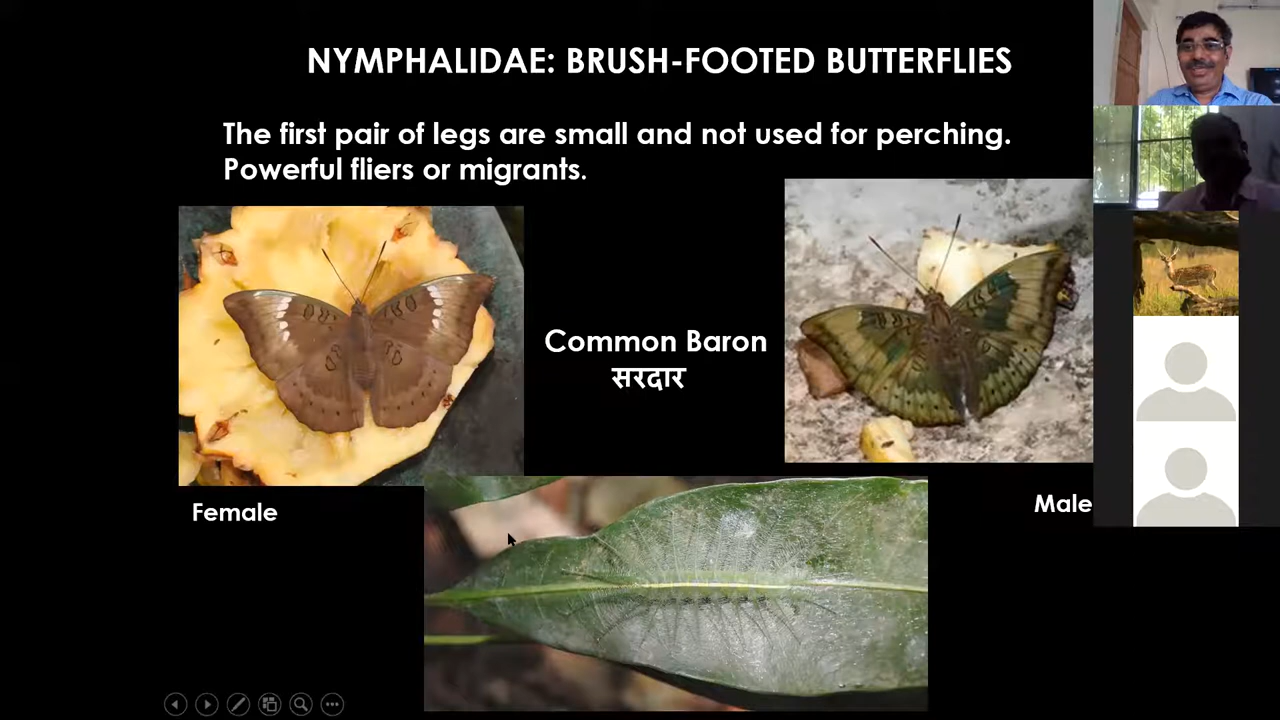 NYMPHALIDAE: BRUSH-FOOTED BUTTERFLIES
The first pair of legs are small and not used for perching.
Powerful fliers or migrants.
Common Baron
सरदार
Female
Male